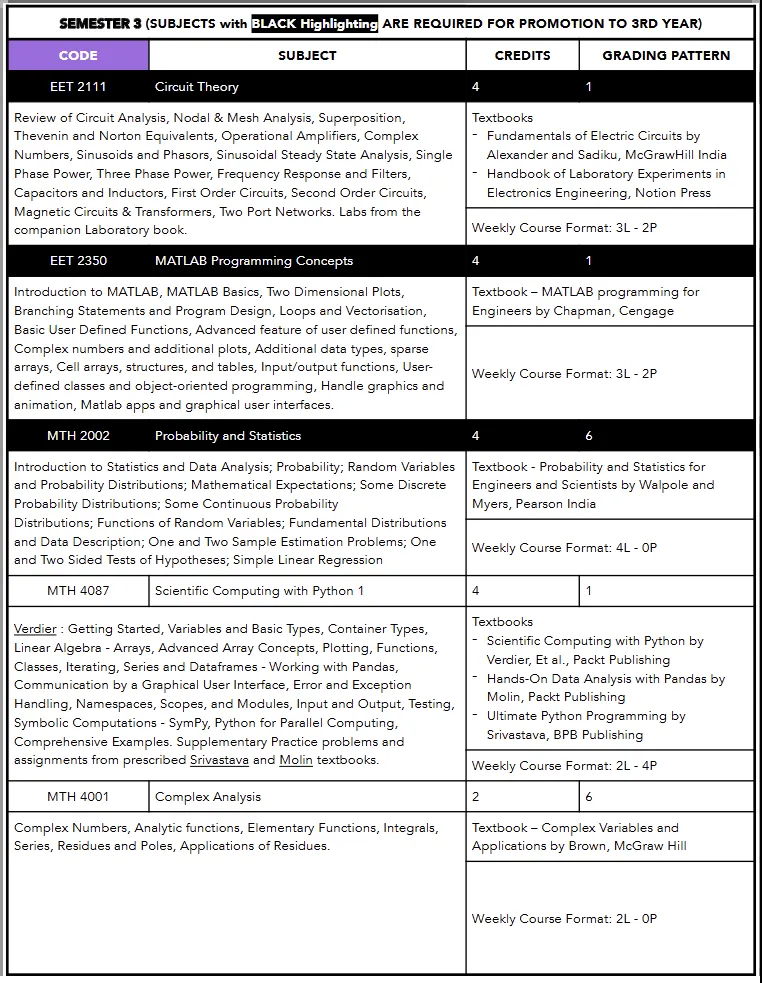 SEMESTER 3 (SUBJECTS with BLACK Highlighting ARE REQUIRED FOR PROMOTION TO 3RD YEAR)
CODE SUBJECT CREDITS GRADING PATTERN
EET 2111 Circuit Theory 4 1
Review of Circuit Analysis, Nodal & Mesh Analysis, Superposition,
Thevenin and Norton Equivalents, Operational Amplifiers, Complex
Numbers, Sinusoids and Phasors, Sinusoidal Steady State Analysis, Single
Phase Power, Three Phase Power, Frequency Response and Filters,
Capacitors and Inductors, First Order Circuits, Second Order Circuits,
Magnetic Circuits & Transformers, Two Port Networks. Labs from the
companion Laboratory book.
Textbooks
- Fundamentals of Electric Circuits by
Alexander and Sadiku, McGrawHill India
- Handbook of Laboratory Experiments in
Electronics Engineering, Notion Press
Weekly Course Format: 3L - 2P
EET 2350 MATLAB Programming Concepts 4 1
Introduction to MATLAB, MATLAB Basics, Two Dimensional Plots,
Branching Statements and Program Design, Loops and Vectorisation,
Basic User Defined Functions, Advanced feature of user defined functions,
Complex numbers and additional plots, Additional data types, sparse
arrays, Cell arrays, structures, and tables, Input/output functions, User-
defined classes and object-oriented programming, Handle graphics and
animation, Matlab apps and graphical user interfaces.
Textbook – MATLAB programming for
Engineers by Chapman, Cengage
Weekly Course Format: 3L - 2P
MTH 2002 Probability and Statistics 4 6
Introduction to Statistics and Data Analysis; Probability; Random Variables
and Probability Distributions; Mathematical Expectations; Some Discrete
Probability Distributions; Some Continuous Probability
Distributions; Functions of Random Variables; Fundamental Distributions
and Data Description; One and Two Sample Estimation Problems; One
and Two Sided Tests of Hypotheses; Simple Linear Regression
Textbook - Probability and Statistics for
Engineers and Scientists by Walpole and
Myers, Pearson India
Weekly Course Format: 4L - 0P
MTH 4087 Scientific Computing with Python 1 4 1
Verdier : Getting Started, Variables and Basic Types, Container Types,
Linear Algebra - Arrays, Advanced Array Concepts, Plotting, Functions,
Classes, Iterating, Series and Dataframes - Working with Pandas,
Communication by a Graphical User Interface, Error and Exception
Handling, Namespaces, Scopes, and Modules, Input and Output, Testing,
Symbolic Computations - SymPy, Python for Parallel Computing,
Comprehensive Examples. Supplementary Practice problems and
assignments from prescribed Srivastava and Molin textbooks.
Textbooks
- Scientific Computing with Python by
Verdier, Et al., Packt Publishing
- Hands-On Data Analysis with Pandas by
Molin, Packt Publishing
- Ultimate Python Programming by
Srivastava, BPB Publishing
Weekly Course Format: 2L - 4P
MTH 4001 Complex Analysis 2 6
Complex Numbers, Analytic functions, Elementary Functions, Integrals,
Series, Residues and Poles, Applications of Residues.
Textbook – Complex Variables and
Applications by Brown, McGraw Hill
Weekly Course Format: 2L - 0P